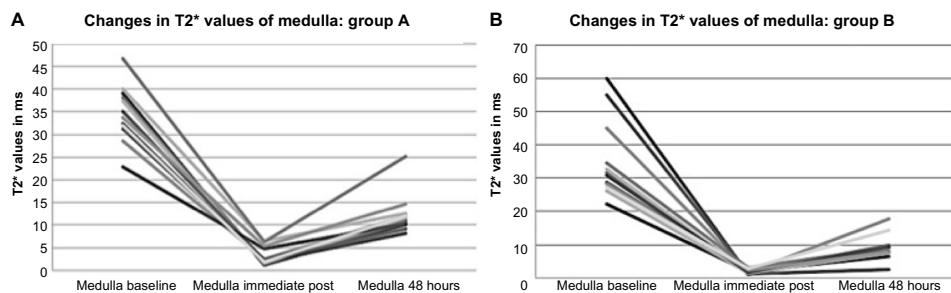 A
Changes in T2* values of medulla: group A
T2* values in ms
50
45
40
35
30
25
20
15
10
5
0
Medulla baseline
Medulla immediate post
Medulla 48 hours
B
Changes in T2* values of medulla: group B
T2* values in ms
70
60
50
40
30
20
10
0
Medulla baseline
Medulla immediate post
Medulla 48 hours